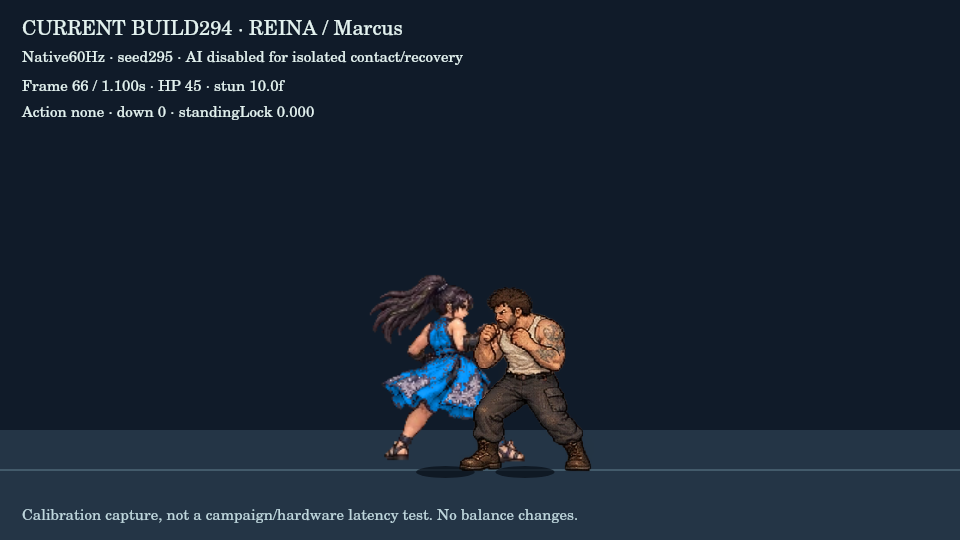 CURRENT BUILD294 · REINA / Marcus
Native60Hz · seed295 · AI disabled for isolated contact/recovery
Frame 66 / 1.100s · HP 45 · stun 10.0f
Action none · down 0 · standingLock 0.000
Calibration capture, not a campaign/hardware latency test. No balance changes.